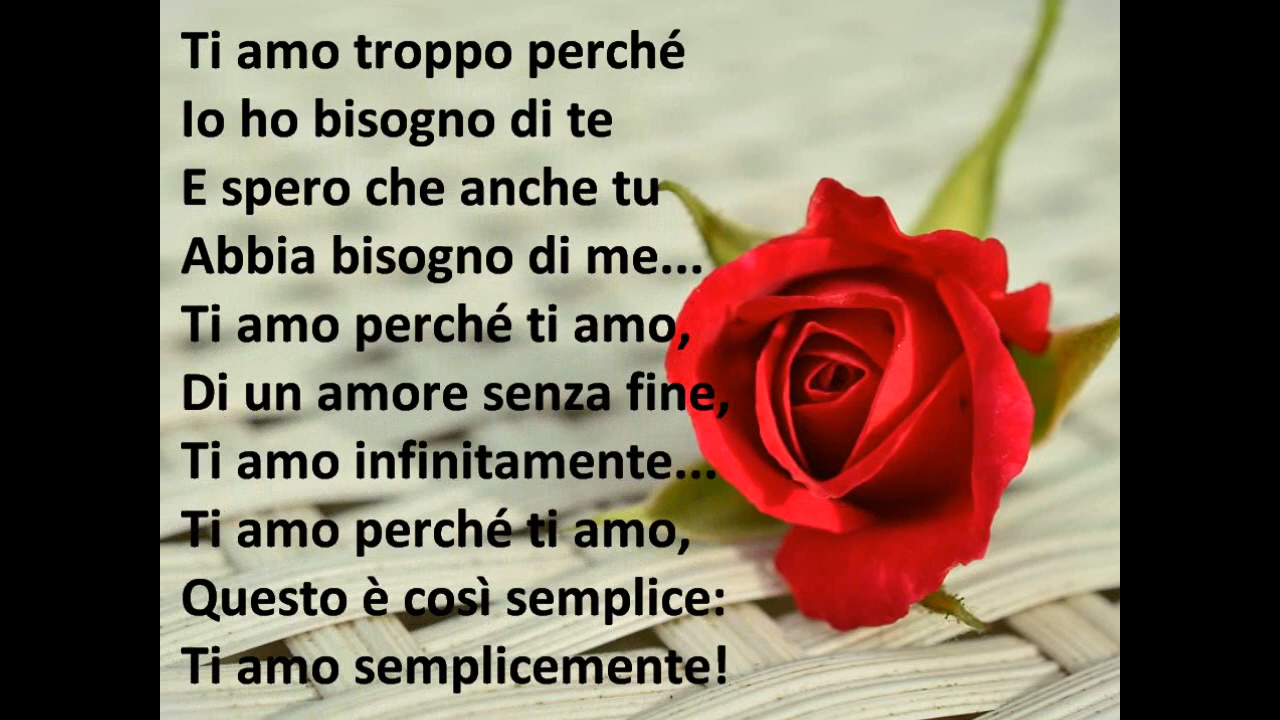 Ti amo troppo perché
Io ho bisogno di te
E spero che anche tu
Abbia bisogno di me...
Ti amo perché ti amo,
Di un amore senza fine,
Ti amo infinitamente...
Ti amo perché ti amo,
Questo è così semplice:
Ti amo semplicemente!